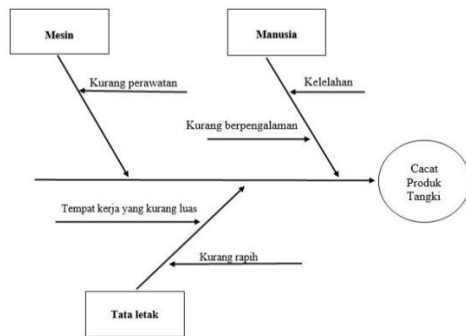 Mesin
Manusia
Kurang perawatan
Kelelahan
Kurang berpengalaman
Cacat
Produk
Tangki
Tempat kerja yang kurang luas
Kurang rapih
Tata letak